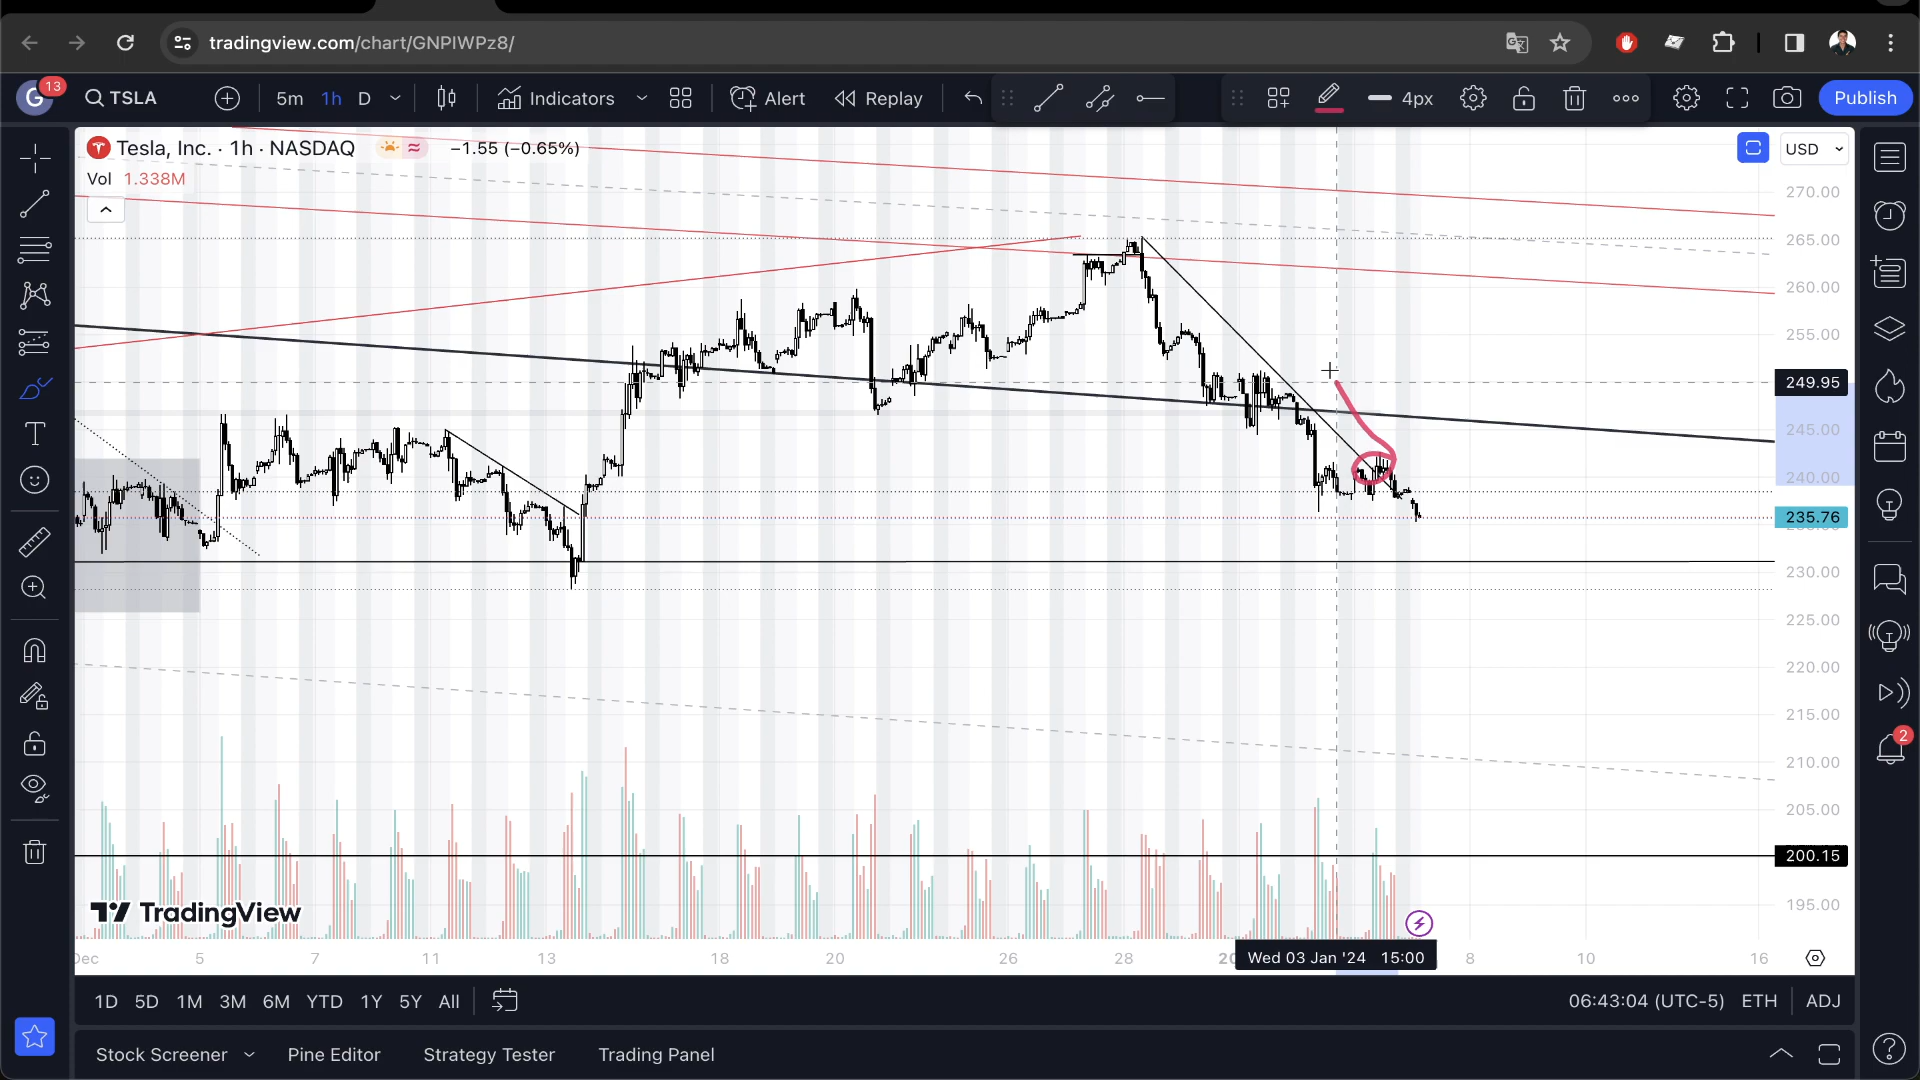 tradingview.com/chart/GNPIWPz8/
G 13 TSLA 5m 1h D Indicators Alert Replay 4px Publish
Tesla, Inc. · 1h · NASDAQ −1.55 (−0.65%) USD
Vol 1.338M
270.00
265.00
260.00
255.00
249.95
245.00
240.00
235.76
230.00
225.00
220.00
215.00
210.00
205.00
200.15
195.00
TradingView
Dec 5 7 11 13 18 20 26 28 Wed 03 Jan '24 15:00 8 10 16
2
1D 5D 1M 3M 6M YTD 1Y 5Y All 06:43:04 (UTC-5) ETH ADJ
Stock Screener Pine Editor Strategy Tester Trading Panel